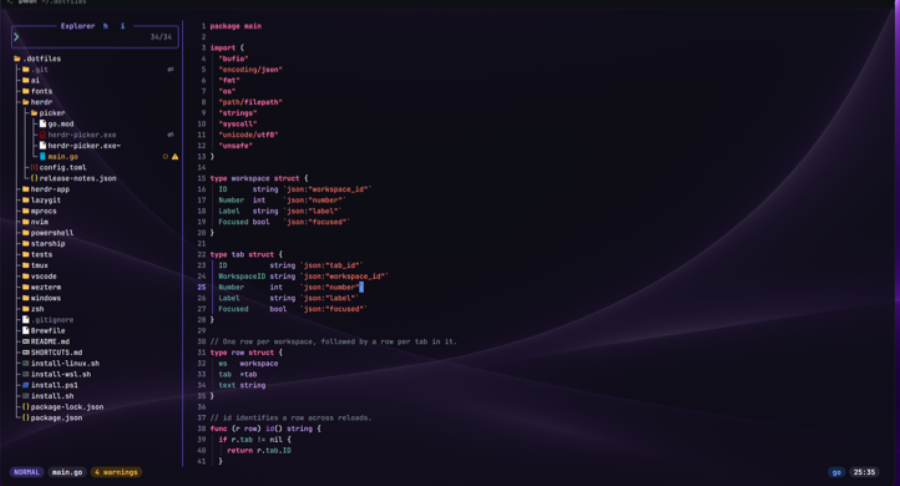 pwsh ~/.dotfiles
Explorer h i
34/34
.dotfiles
.git
ai
fonts
herdr
picker
go.mod
herdr-picker.exe
herdr-picker.exe~
main.go
config.toml
release-notes.json
herdr-app
lazygit
mprocs
nvim
powershell
starship
tests
tmux
vscode
wezterm
windows
zsh
.gitignore
Brewfile
README.md
SHORTCUTS.md
install-linux.sh
install-wsl.sh
install.ps1
install.sh
package-lock.json
package.json
1 package main
2
3 import (
4 "bufio"
5 "encoding/json"
6 "fmt"
7 "os"
8 "path/filepath"
9 "strings"
10 "syscall"
11 "unicode/utf8"
12 "unsafe"
13 )
14
15 type workspace struct {
16 ID string `json:"workspace_id"`
17 Number int `json:"number"`
18 Label string `json:"label"`
19 Focused bool `json:"focused"`
20 }
21
22 type tab struct {
23 ID string `json:"tab_id"`
24 WorkspaceID string `json:"workspace_id"`
25 Number int `json:"number"`
26 Label string `json:"label"`
27 Focused bool `json:"focused"`
28 }
29
30 // One row per workspace, followed by a row per tab in it.
31 type row struct {
32 ws workspace
33 tab *tab
34 text string
35 }
36
37 // id identifies a row across reloads.
38 func (r row) id() string {
39 if r.tab != nil {
40 return r.tab.ID
41 }
NORMAL main.go 4 warnings
go 25:35